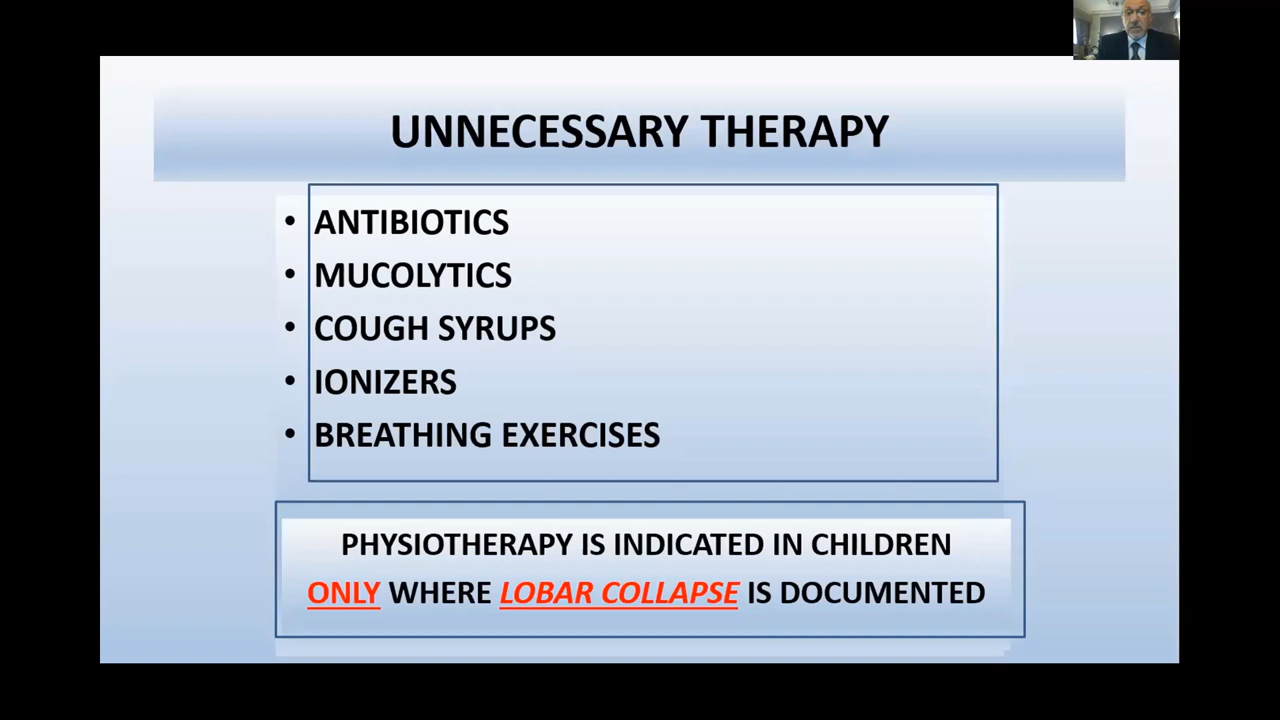 UNNECESSARY THERAPY
• ANTIBIOTICS
• MUCOLYTICS
• COUGH SYRUPS
• IONIZERS
• BREATHING EXERCISES
PHYSIOTHERAPY IS INDICATED IN CHILDREN
ONLY WHERE LOBAR COLLAPSE IS DOCUMENTED